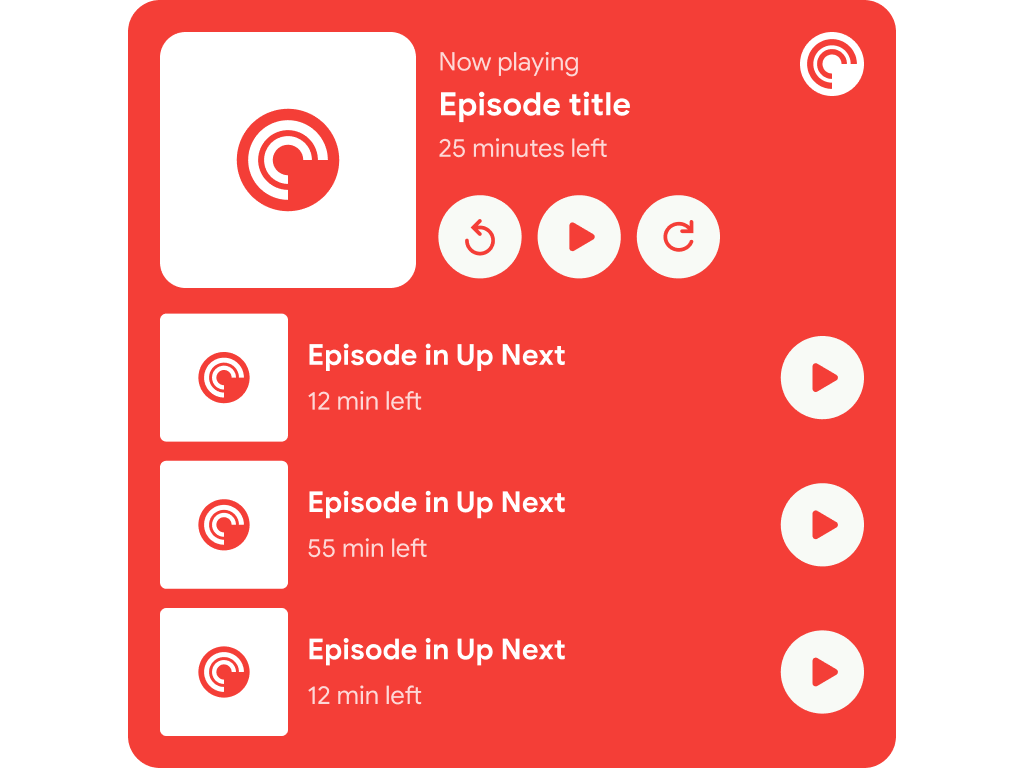 Now playing
Episode title
25 minutes left
Episode in Up Next
12 min left
Episode in Up Next
55 min left
Episode in Up Next
12 min left